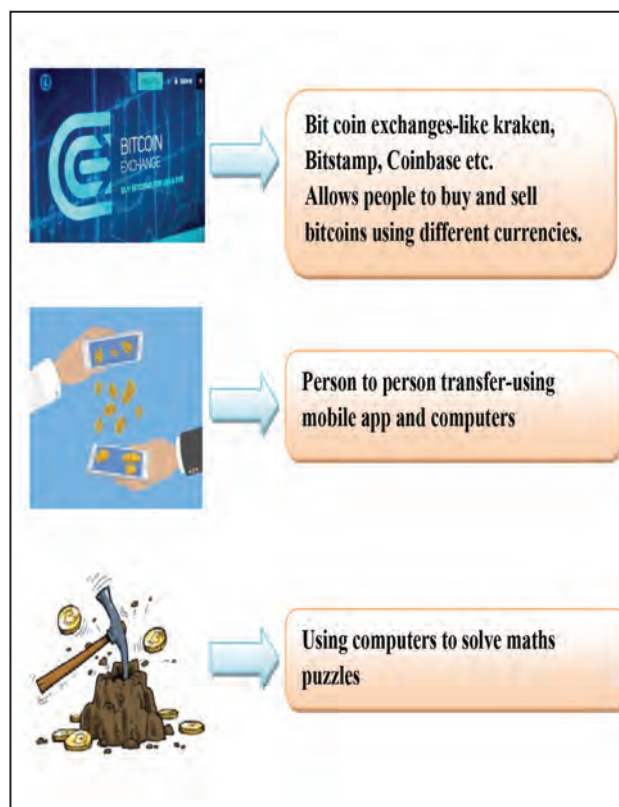 BITCOIN
EXCHANGE
Bit coin exchanges-like kraken,
Bitstamp, Coinbase etc.
Allows people to buy and sell
bitcoins using different currencies.
Person to person transfer-using
mobile app and computers
Using computers to solve maths
puzzles